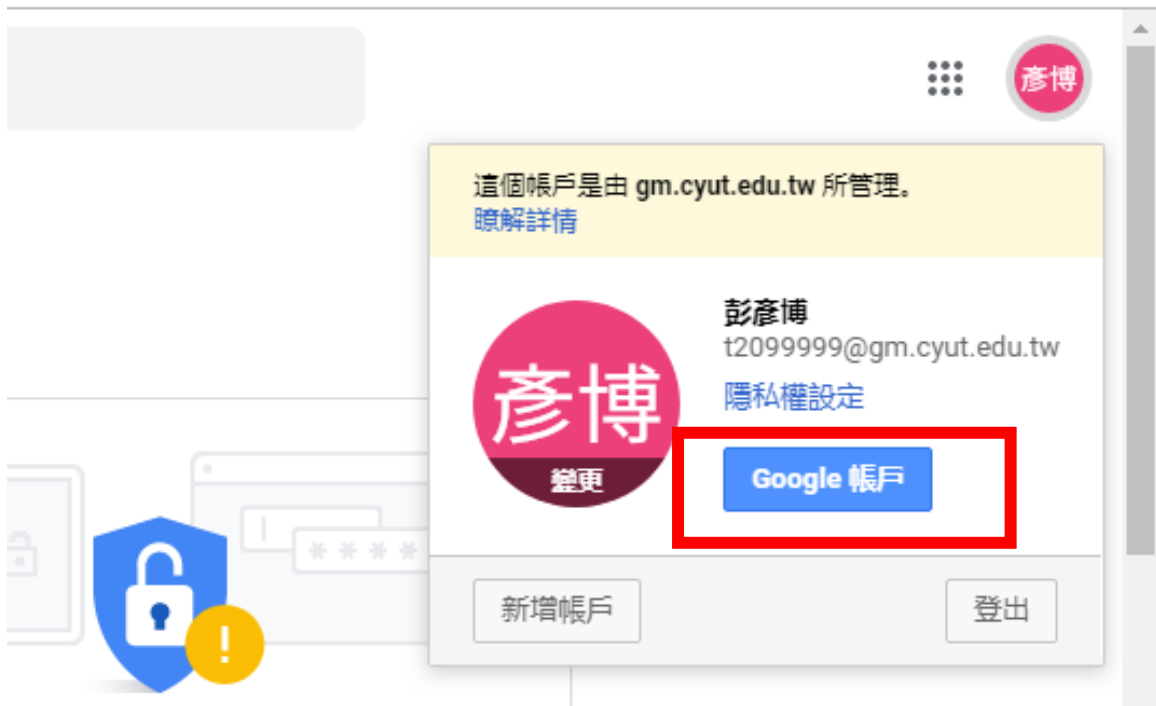 彥博
這個帳戶是由 gm.cyut.edu.tw 所管理。
瞭解詳情
彭彥博
t2099999@gm.cyut.edu.tw
隱私權設定
彥博
變更
Google 帳戶
****
新增帳戶
登出